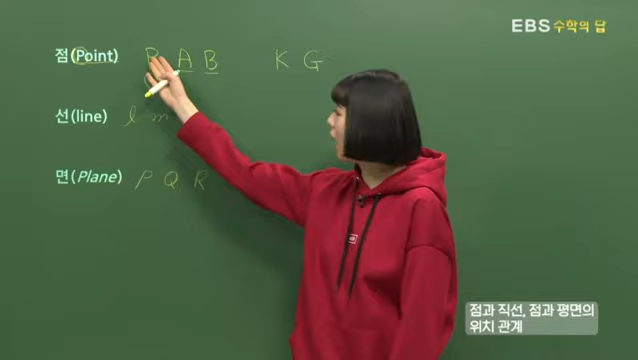 EBS 수학의 답
점(Point) P A B K G
선(line) l m
면(Plane) P Q R
점과 직선, 점과 평면의
위치 관계